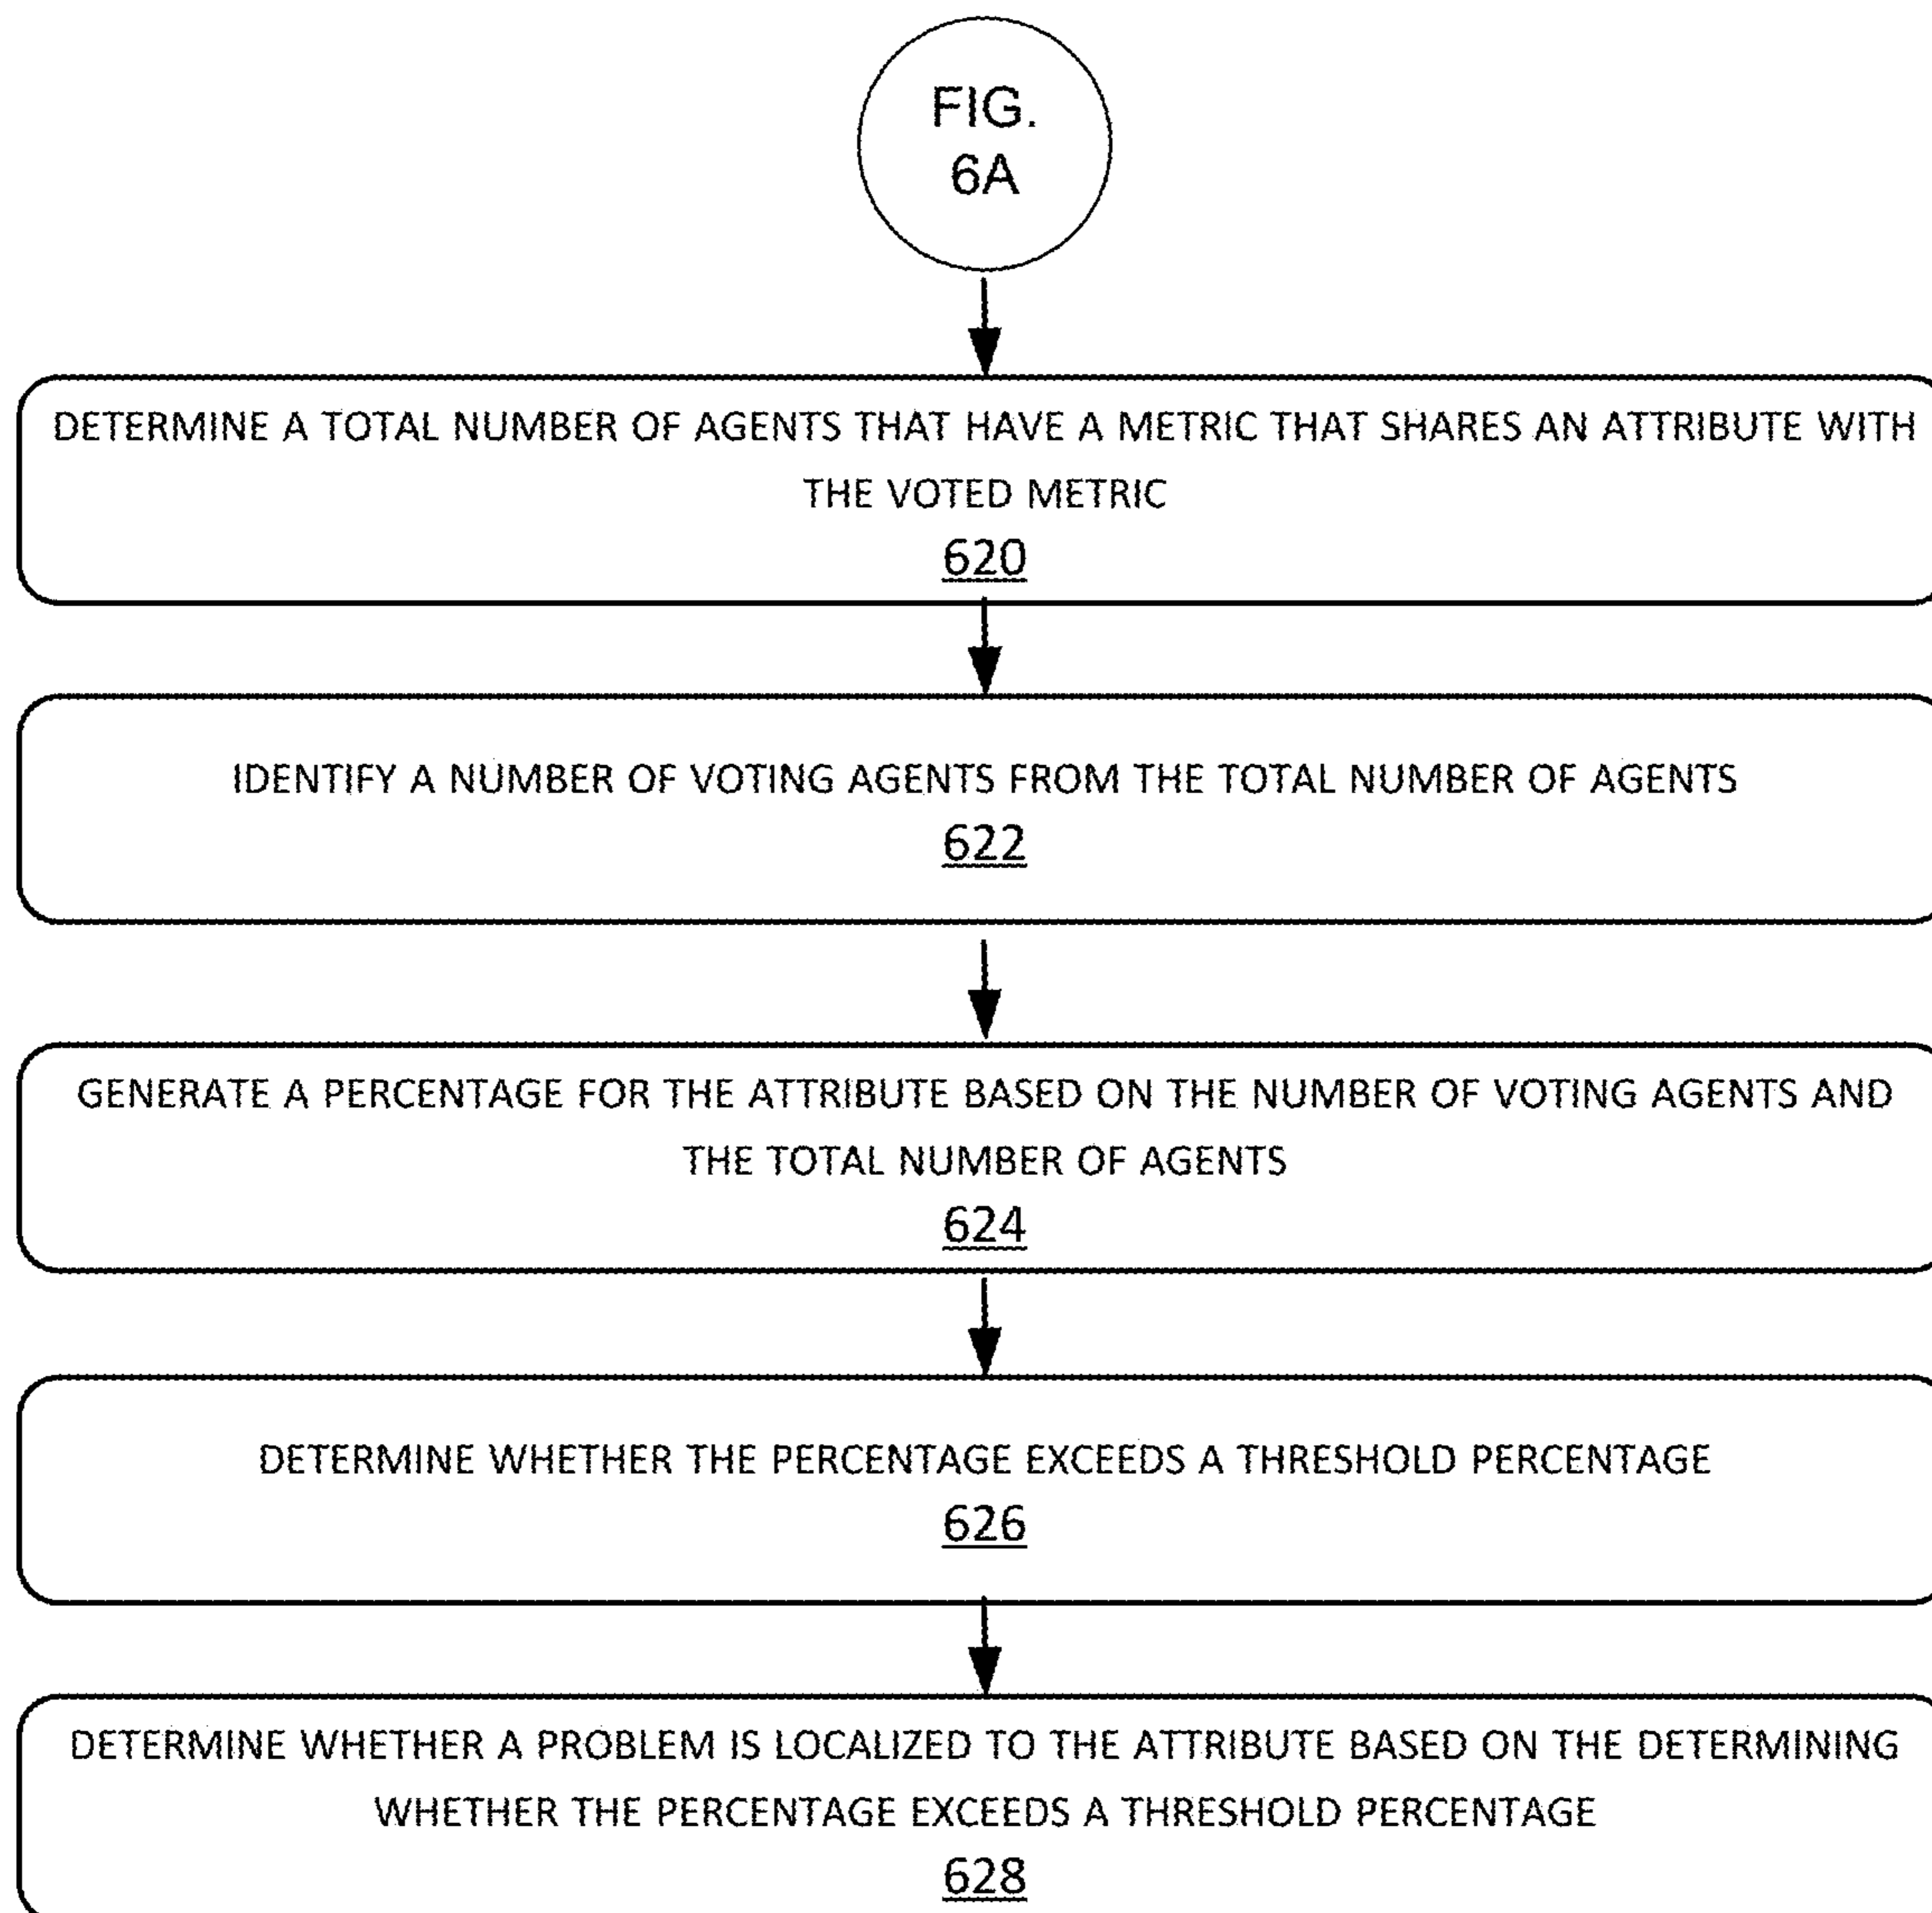 FIG.
6A
DETERMINE A TOTAL NUMBER OF AGENTS THAT HAVE A METRIC THAT SHARES AN ATTRIBUTE WITH
THE VOTED METRIC
620
IDENTIFY A NUMBER OF VOTING AGENTS FROM THE TOTAL NUMBER OF AGENTS
622
GENERATE A PERCENTAGE FOR THE ATTRIBUTE BASED ON THE NUMBER OF VOTING AGENTS AND
THE TOTAL NUMBER OF AGENTS
624
DETERMINE WHETHER THE PERCENTAGE EXCEEDS A THRESHOLD PERCENTAGE
626
DETERMINE WHETHER A PROBLEM IS LOCALIZED TO THE ATTRIBUTE BASED ON THE DETERMINING
WHETHER THE PERCENTAGE EXCEEDS A THRESHOLD PERCENTAGE
628